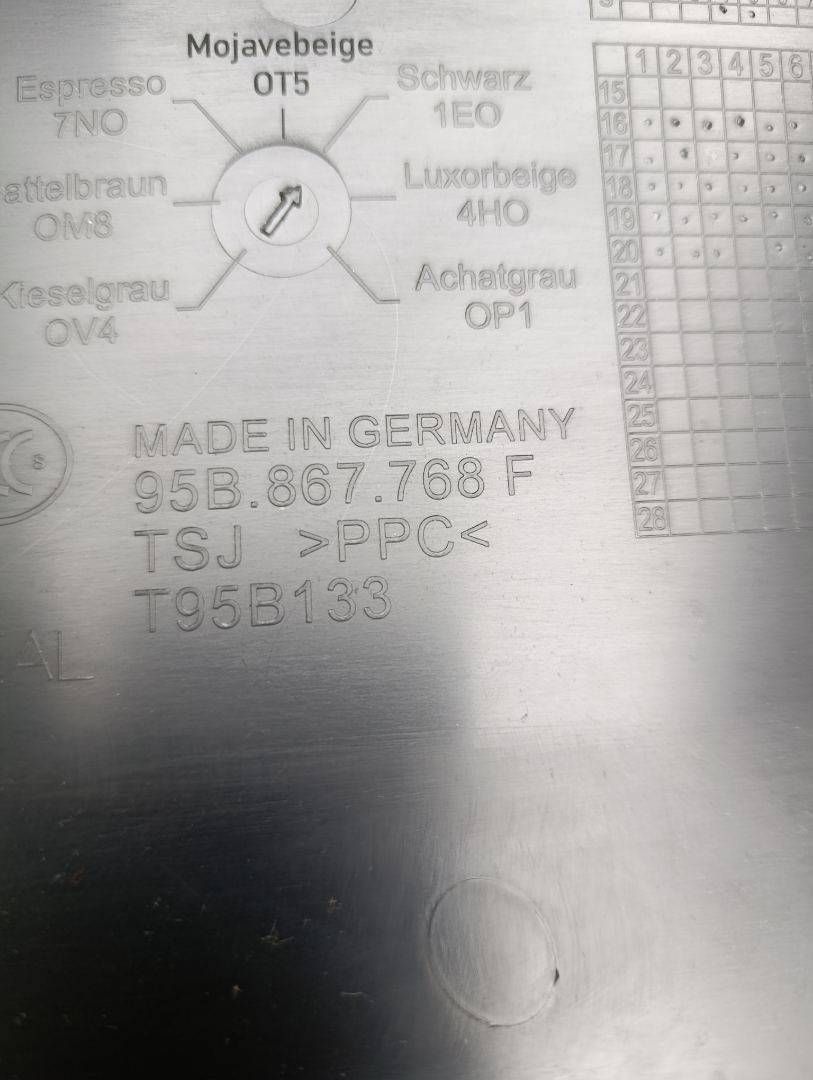 Mojavebeige
OT5
Espresso
7NO
Schwarz
1EO
attelbraun
OM8
Luxorbeige
4HO
Kieselgrau
OV4
Achatgrau
OP1
1 2 3 4 5 6
15
16
17
18
19
20
21
22
23
24
25
26
27
28
MADE IN GERMANY
95B.867.768 F
TSJ >PPC<
T95B133